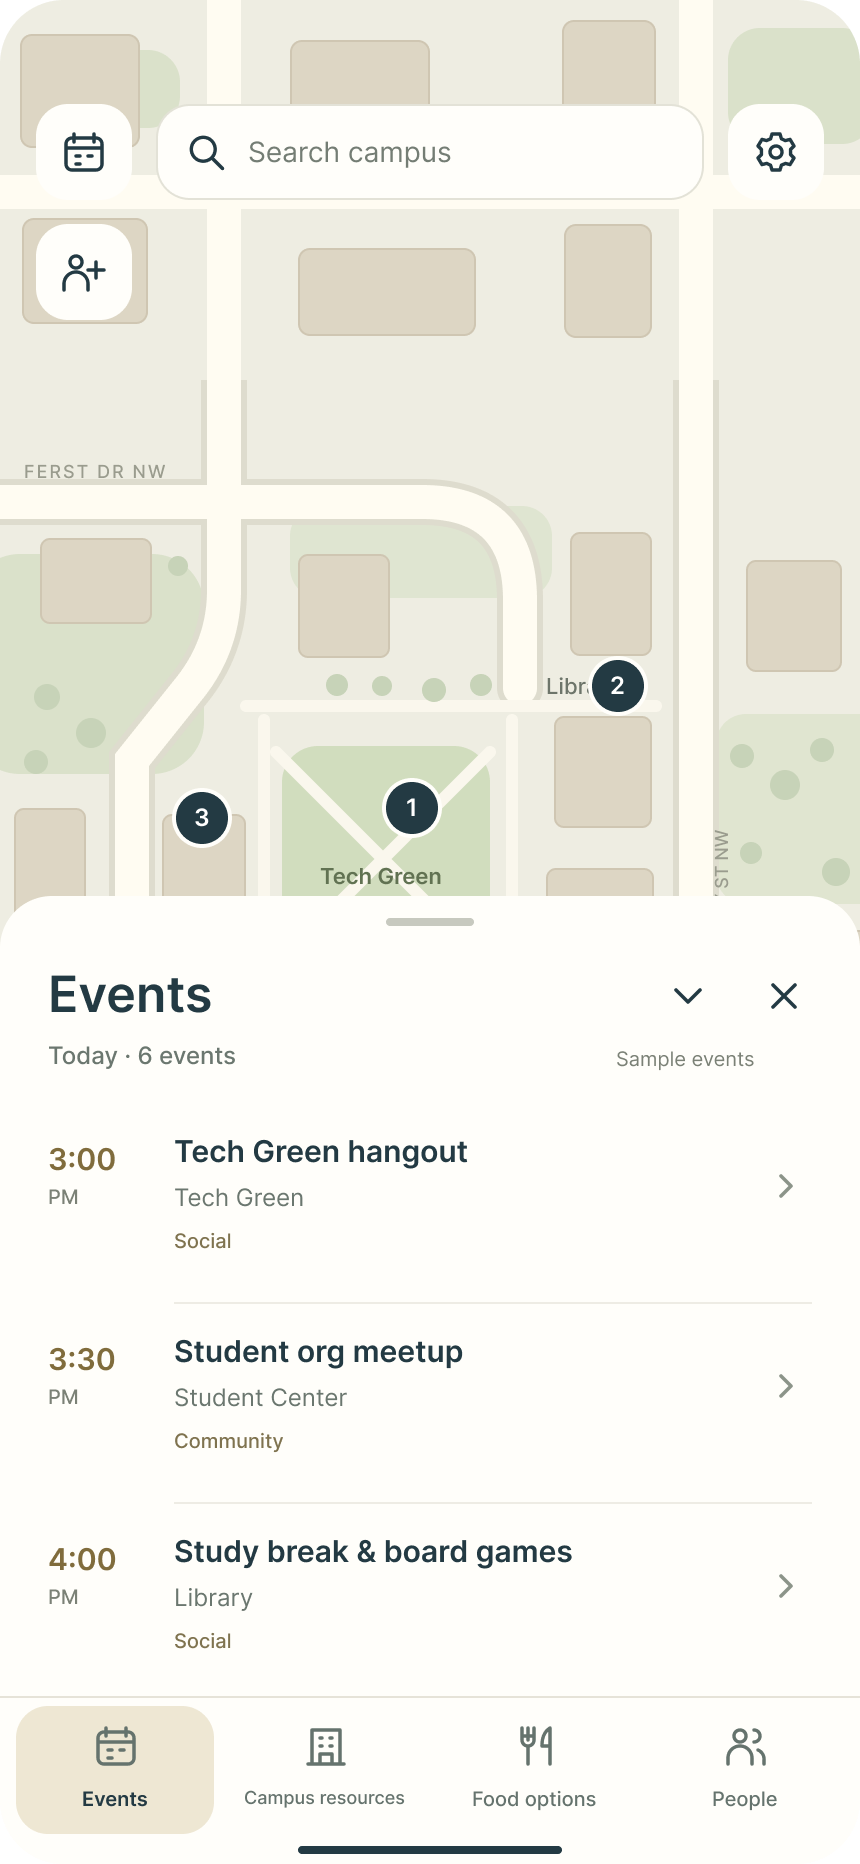 Search campus
FERST DR NW
2
1
3
Tech Green
ST NW
Events
Today · 6 events
Sample events
3:00
PM
Tech Green hangout
Tech Green
Social
3:30
PM
Student org meetup
Student Center
Community
4:00
PM
Study break & board games
Library
Social
Events
Campus resources
Food options
People